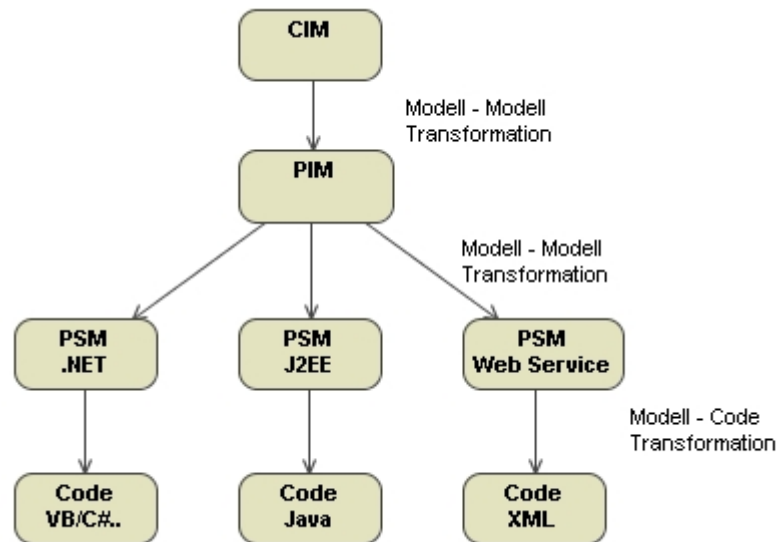 CIM
Modell - Modell
Transformation
PIM
Modell - Modell
Transformation
PSM
.NET
PSM
J2EE
PSM
Web Service
Modell - Code
Transformation
Code
VB/C#..
Code
Java
Code
XML